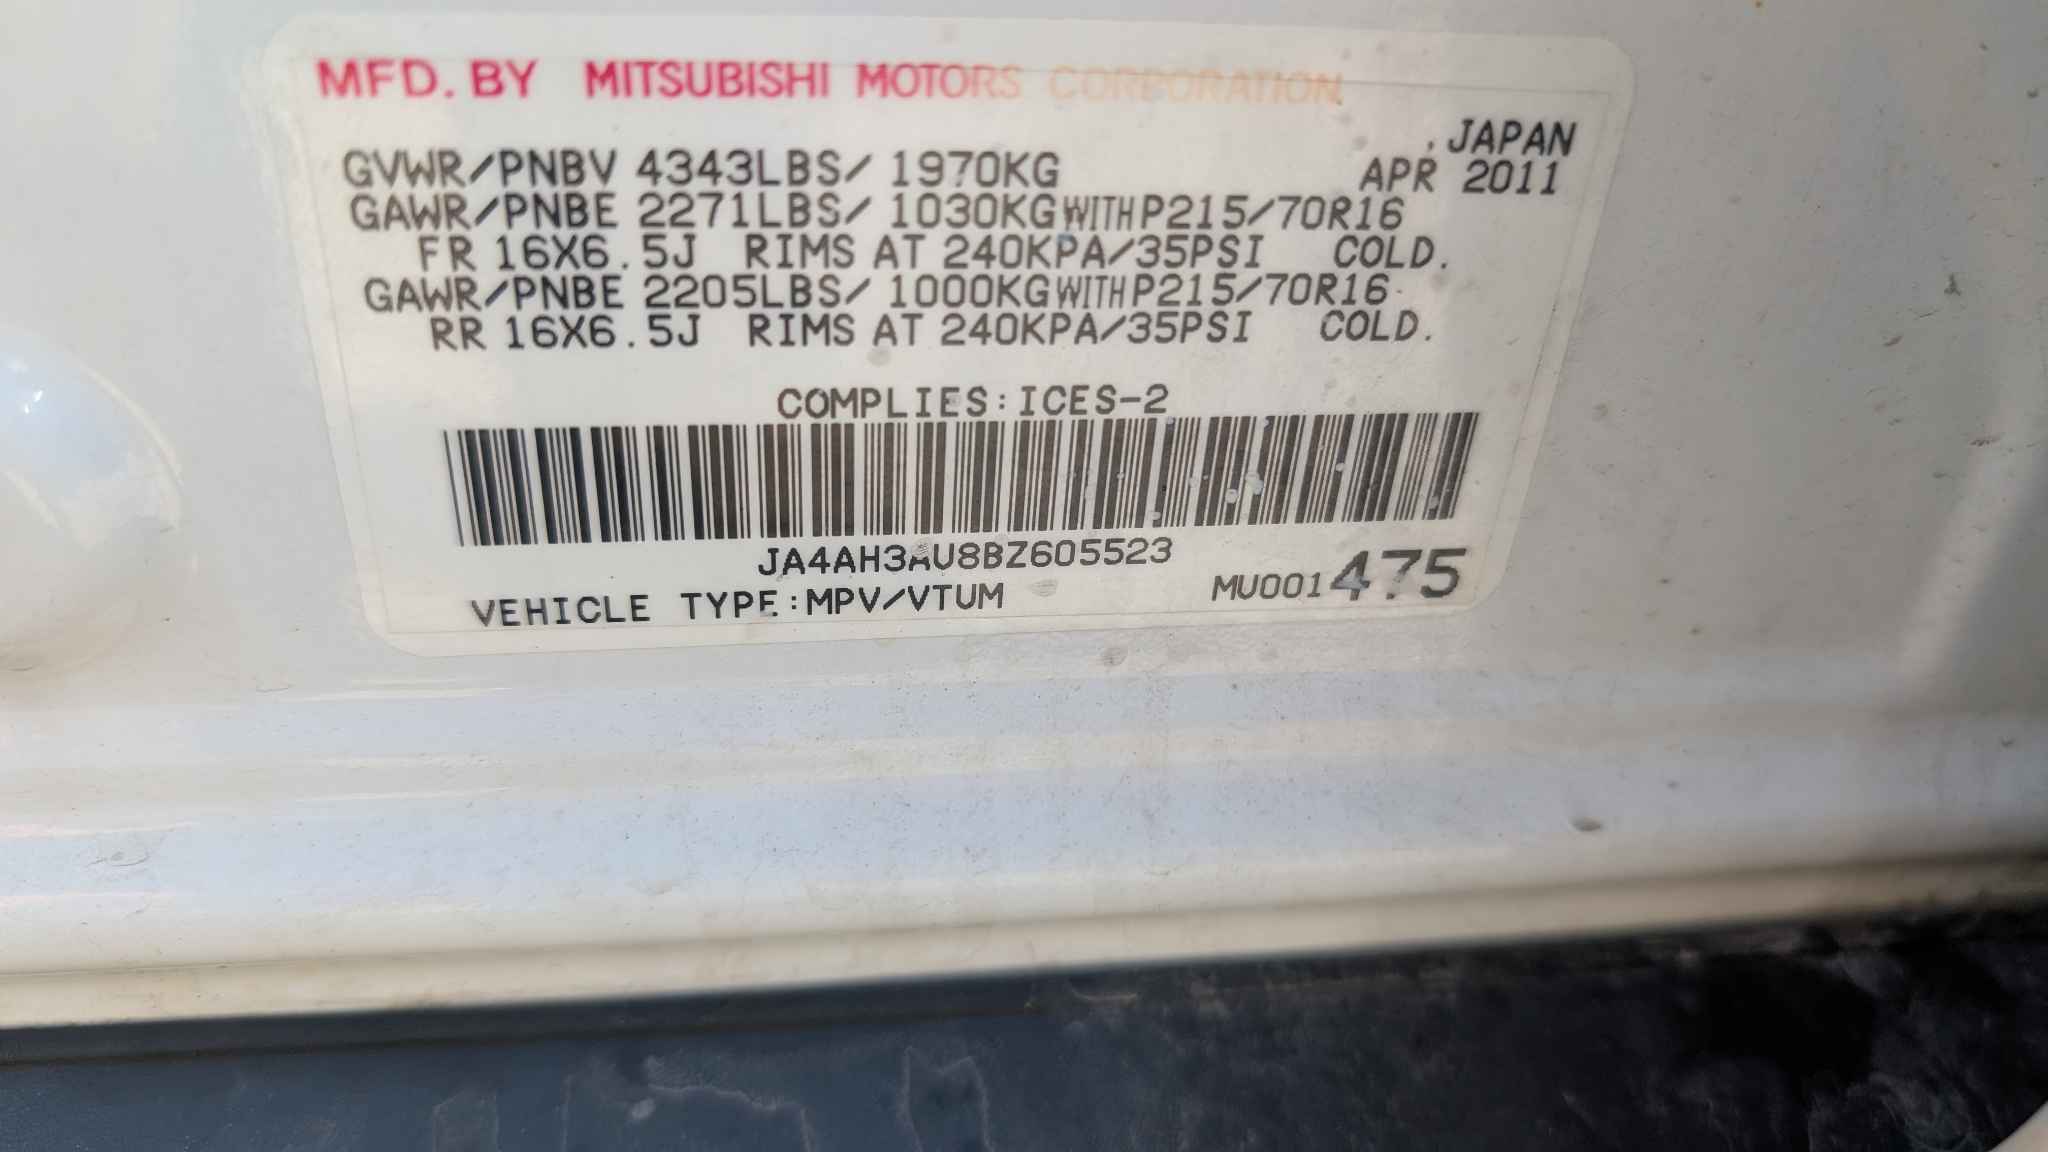 MFD. BY MITSUBISHI MOTORS CORPORATION
JAPAN
GVWR/PNBV 4343LBS/ 1970KG APR 2011
GAWR/PNBE 2271LBS/ 1030KG WITH P215/70R16
FR 16X6.5J RIMS AT 240KPA/35PSI COLD.
GAWR/PNBE 2205LBS/ 1000KG WITH P215/70R16
RR 16X6.5J RIMS AT 240KPA/35PSI COLD.
COMPLIES:ICES-2
JA4AH3AU8BZ605523
VEHICLE TYPE:MPV/VTUM MU001475